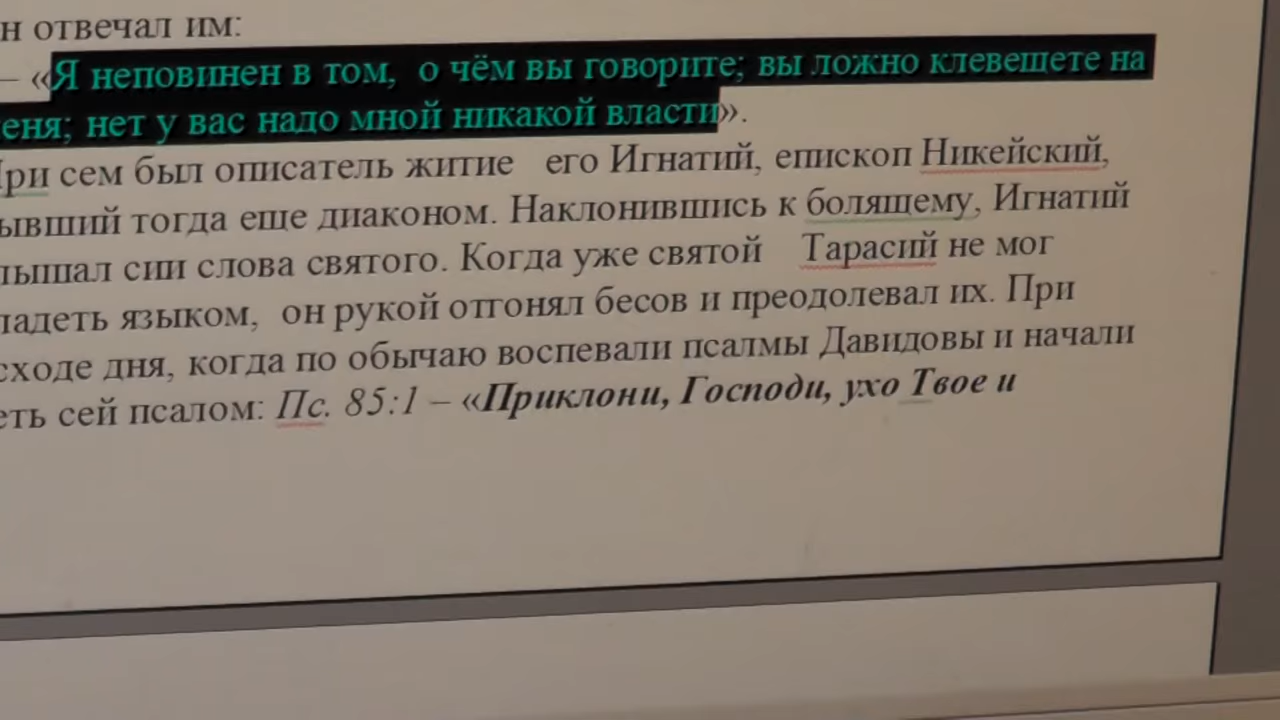 н отвечал им:
– «Я неповинен в том, о чём вы говорите; вы ложно клевещете на
еня; нет у вас надо мной никакой власти».
При сем был описатель житие его Игнатий, епископ Никейский,
ывший тогда еще диаконом. Наклонившись к болящему, Игнатий
лышал сии слова святого. Когда уже святой Тарасий не мог
ладеть языком, он рукой отгонял бесов и преодолевал их. При
сходе дня, когда по обычаю воспевали псалмы Давидовы и начали
еть сей псалом: Пс. 85:1 – «Приклони, Господи, ухо Твое и